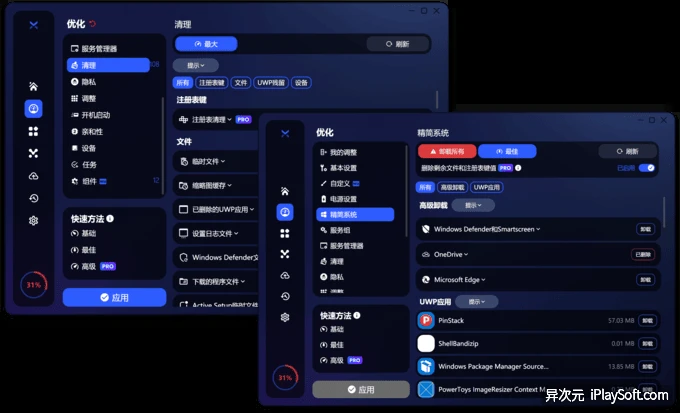 优化
服务管理器
清理
隐私
调整
开机启动
亲和性
设备
任务
组件
快速方法
基础
最佳
高级 PRO
应用
31%
清理
最大
刷新
提示
所有 注册表键 文件 UWP残留 设备
注册表键
注册表清理 PRO
文件
临时文件
缩略图缓存
已删除的UWP应用
设置日志文件
Windows Defender文
下载的程序文件
Active Setup临时文件
优化
我的调整
基本设置
自定义
电源设置
精简系统
服务组
服务管理器
清理
隐私
调整
快速方法
基础
最佳
高级 PRO
应用
31%
精简系统
卸载所有 最佳 刷新
删除剩余文件和注册表键值 PRO 已启用
所有 高级卸载 UWP应用
高级卸载 提示
Windows Defender和Smartscreen 卸载
OneDrive 已删除
Microsoft Edge 卸载
UWP应用 提示
PinStack 57.03 MB 卸载
ShellBandizip 0.01 MB 卸载
Windows Package Manager Source... 13.85 MB 卸载
PowerToys ImageResizer Context M... 卸载
异次元 iPlaySoft.com